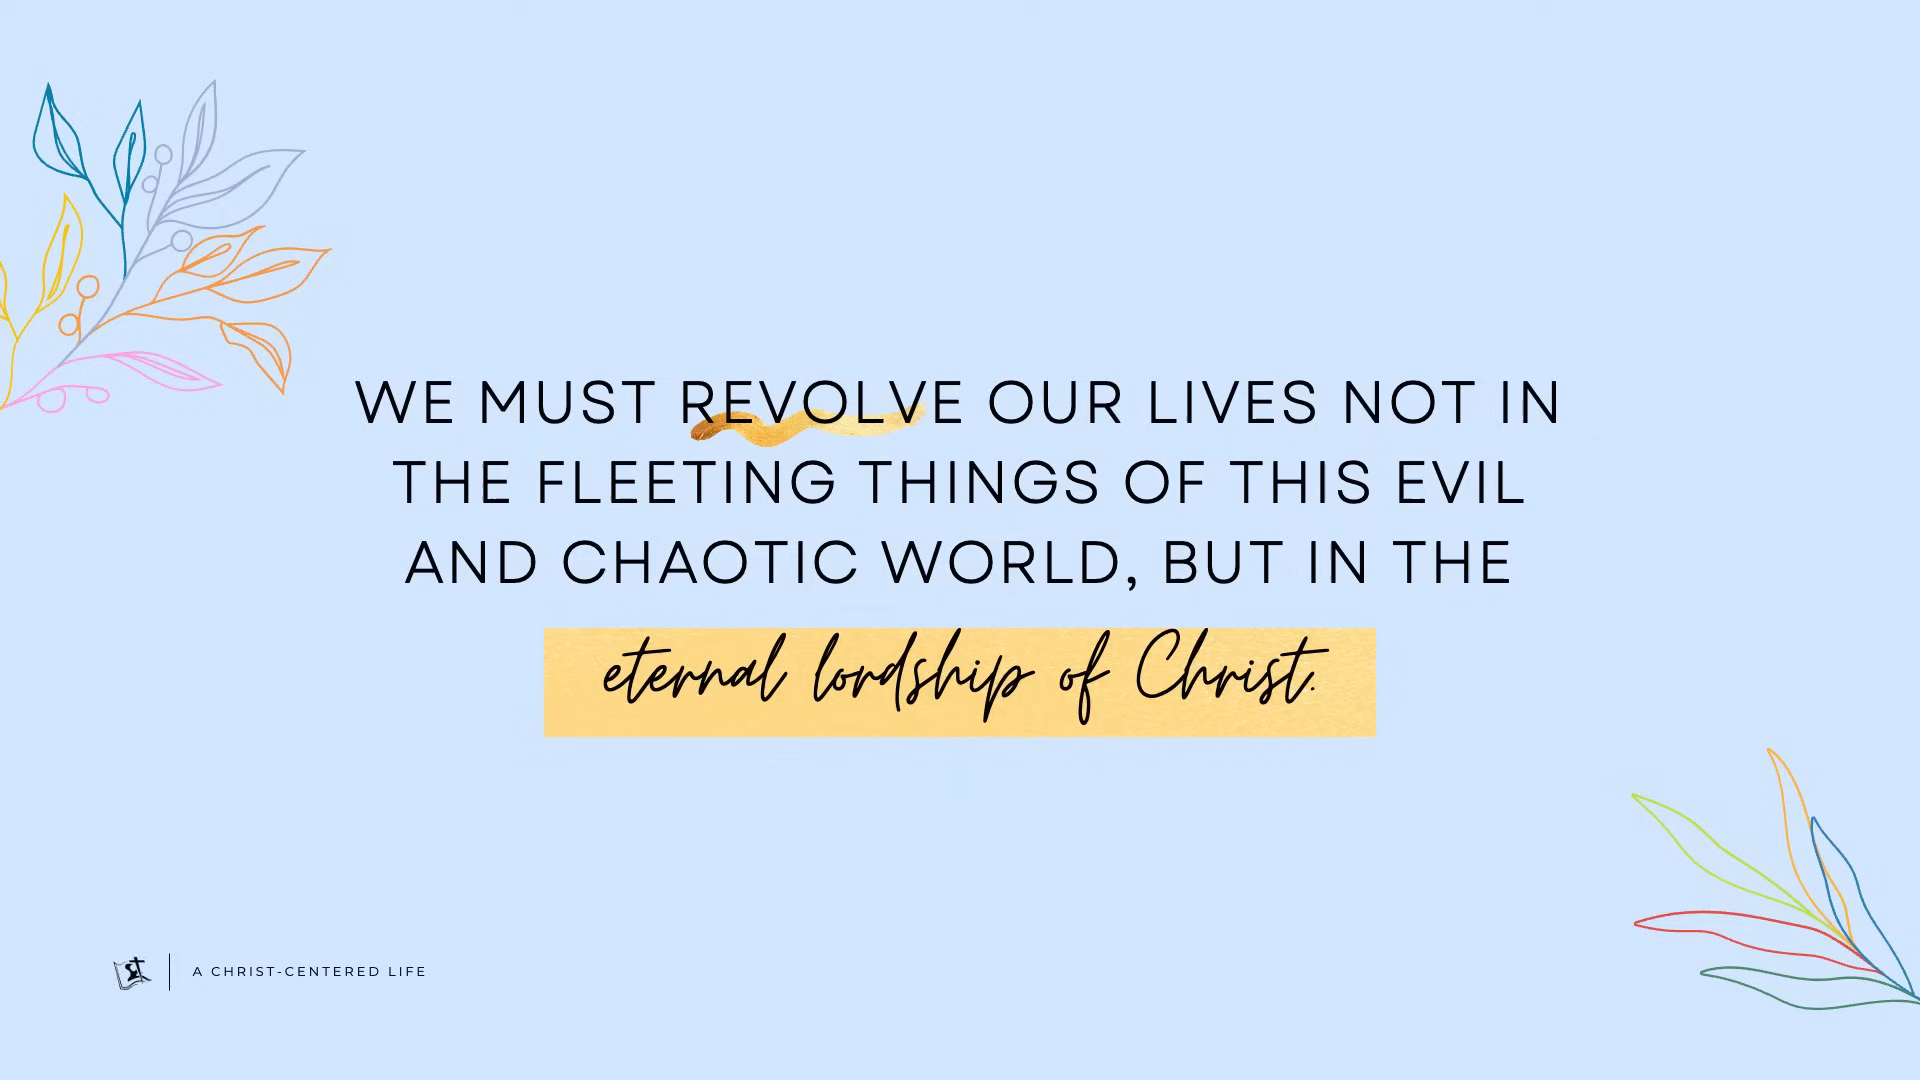 WE MUST REVOLVE OUR LIVES NOT IN
THE FLEETING THINGS OF THIS EVIL
AND CHAOTIC WORLD, BUT IN THE
eternal lordship of Christ.
A CHRIST-CENTERED LIFE